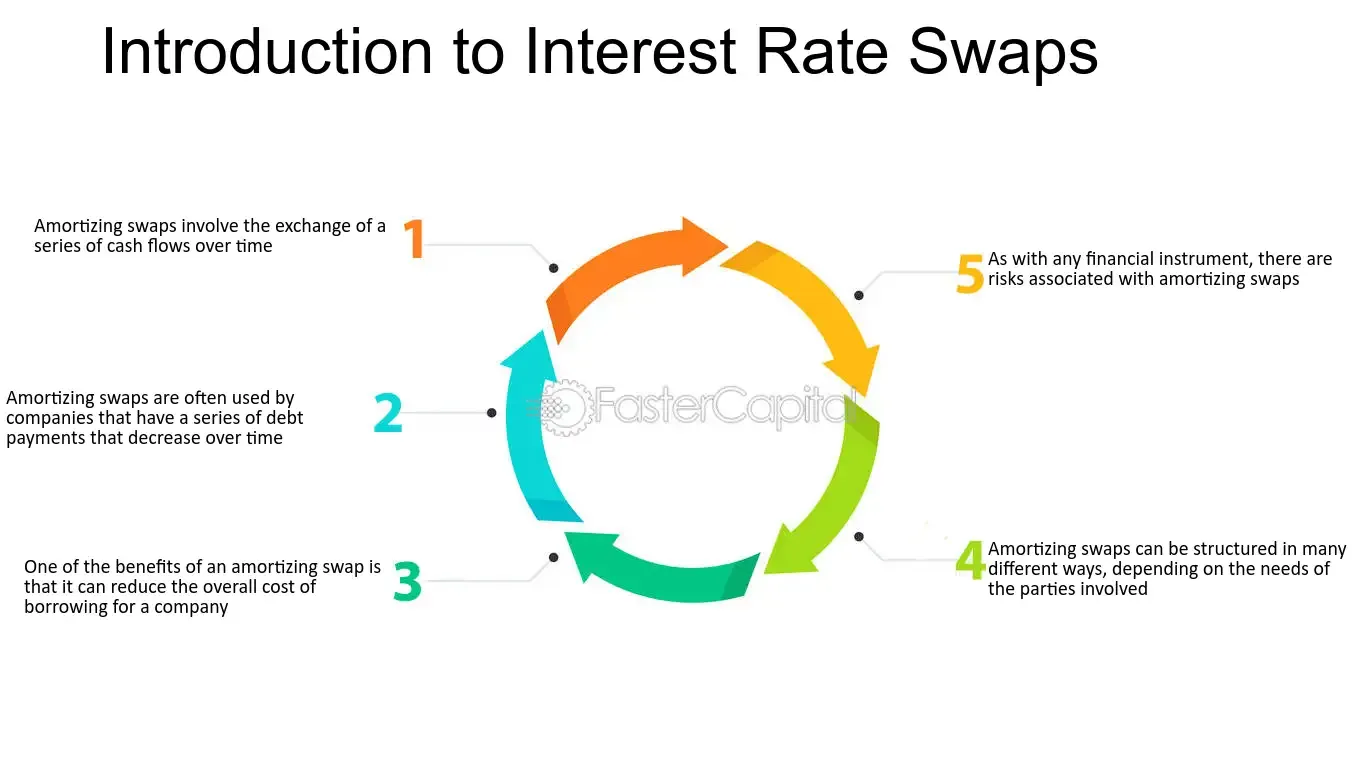 Introduction to Interest Rate Swaps
1
Amortizing swaps involve the exchange of a
series of cash flows over time
2
Amortizing swaps are often used by
companies that have a series of debt
payments that decrease over time
3
One of the benefits of an amortizing swap is
that it can reduce the overall cost of
borrowing for a company
4
Amortizing swaps can be structured in many
different ways, depending on the needs of
the parties involved
5
As with any financial instrument, there are
risks associated with amortizing swaps
FasterCapital